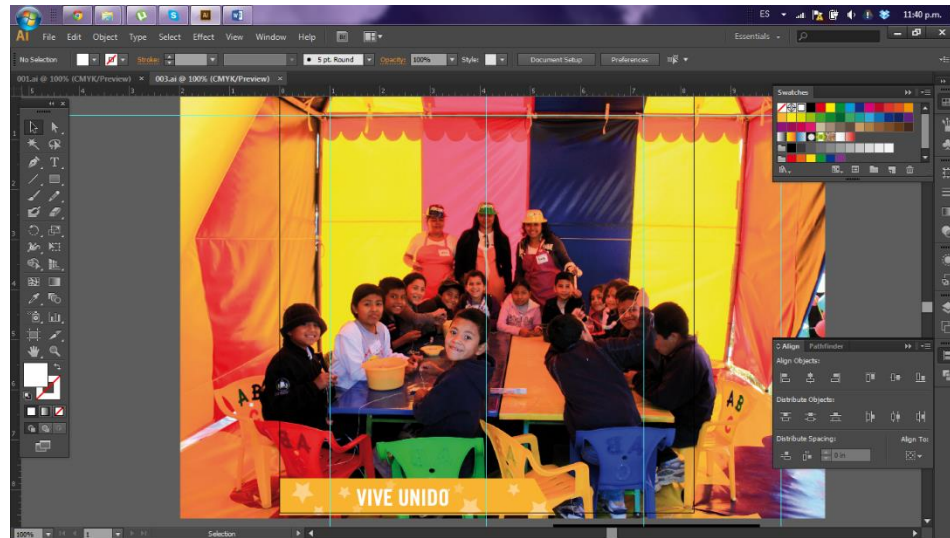 ES
11:40 p.m.
Ai File Edit Object Type Select Effect View Window Help Br
Essentials
No Selection Stroke: 5 pt. Round Opacity: 100% Style: Document Setup Preferences
001.ai @ 100% (CMYK/Preview) × 003.ai @ 100% (CMYK/Preview) ×
Swatches
A B
A B
VIVE UNIDO
Align Pathfinder
Align Objects:
Distribute Objects:
Distribute Spacing: Align To:
0 in
100% 1 Selection